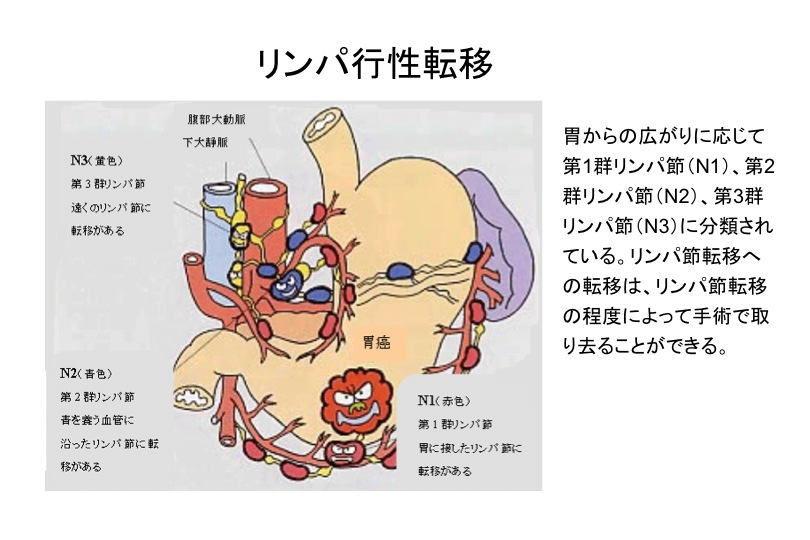 リンパ行性転移
腹部大動脈
下大静脈
N3(黄色)
第3群リンパ節
遠くのリンパ節に
転移がある
胃癌
N2(青色)
第2群リンパ節
胃を養う血管に
沿ったリンパ節に転
移がある
N1(赤色)
第1群リンパ節
胃に接したリンパ節に
転移がある
胃からの広がりに応じて
第1群リンパ節(N1)、第2
群リンパ節(N2)、第3群
リンパ節(N3)に分類され
ている。リンパ節転移へ
の転移は、リンパ節転移
の程度によって手術で取
り去ることができる。